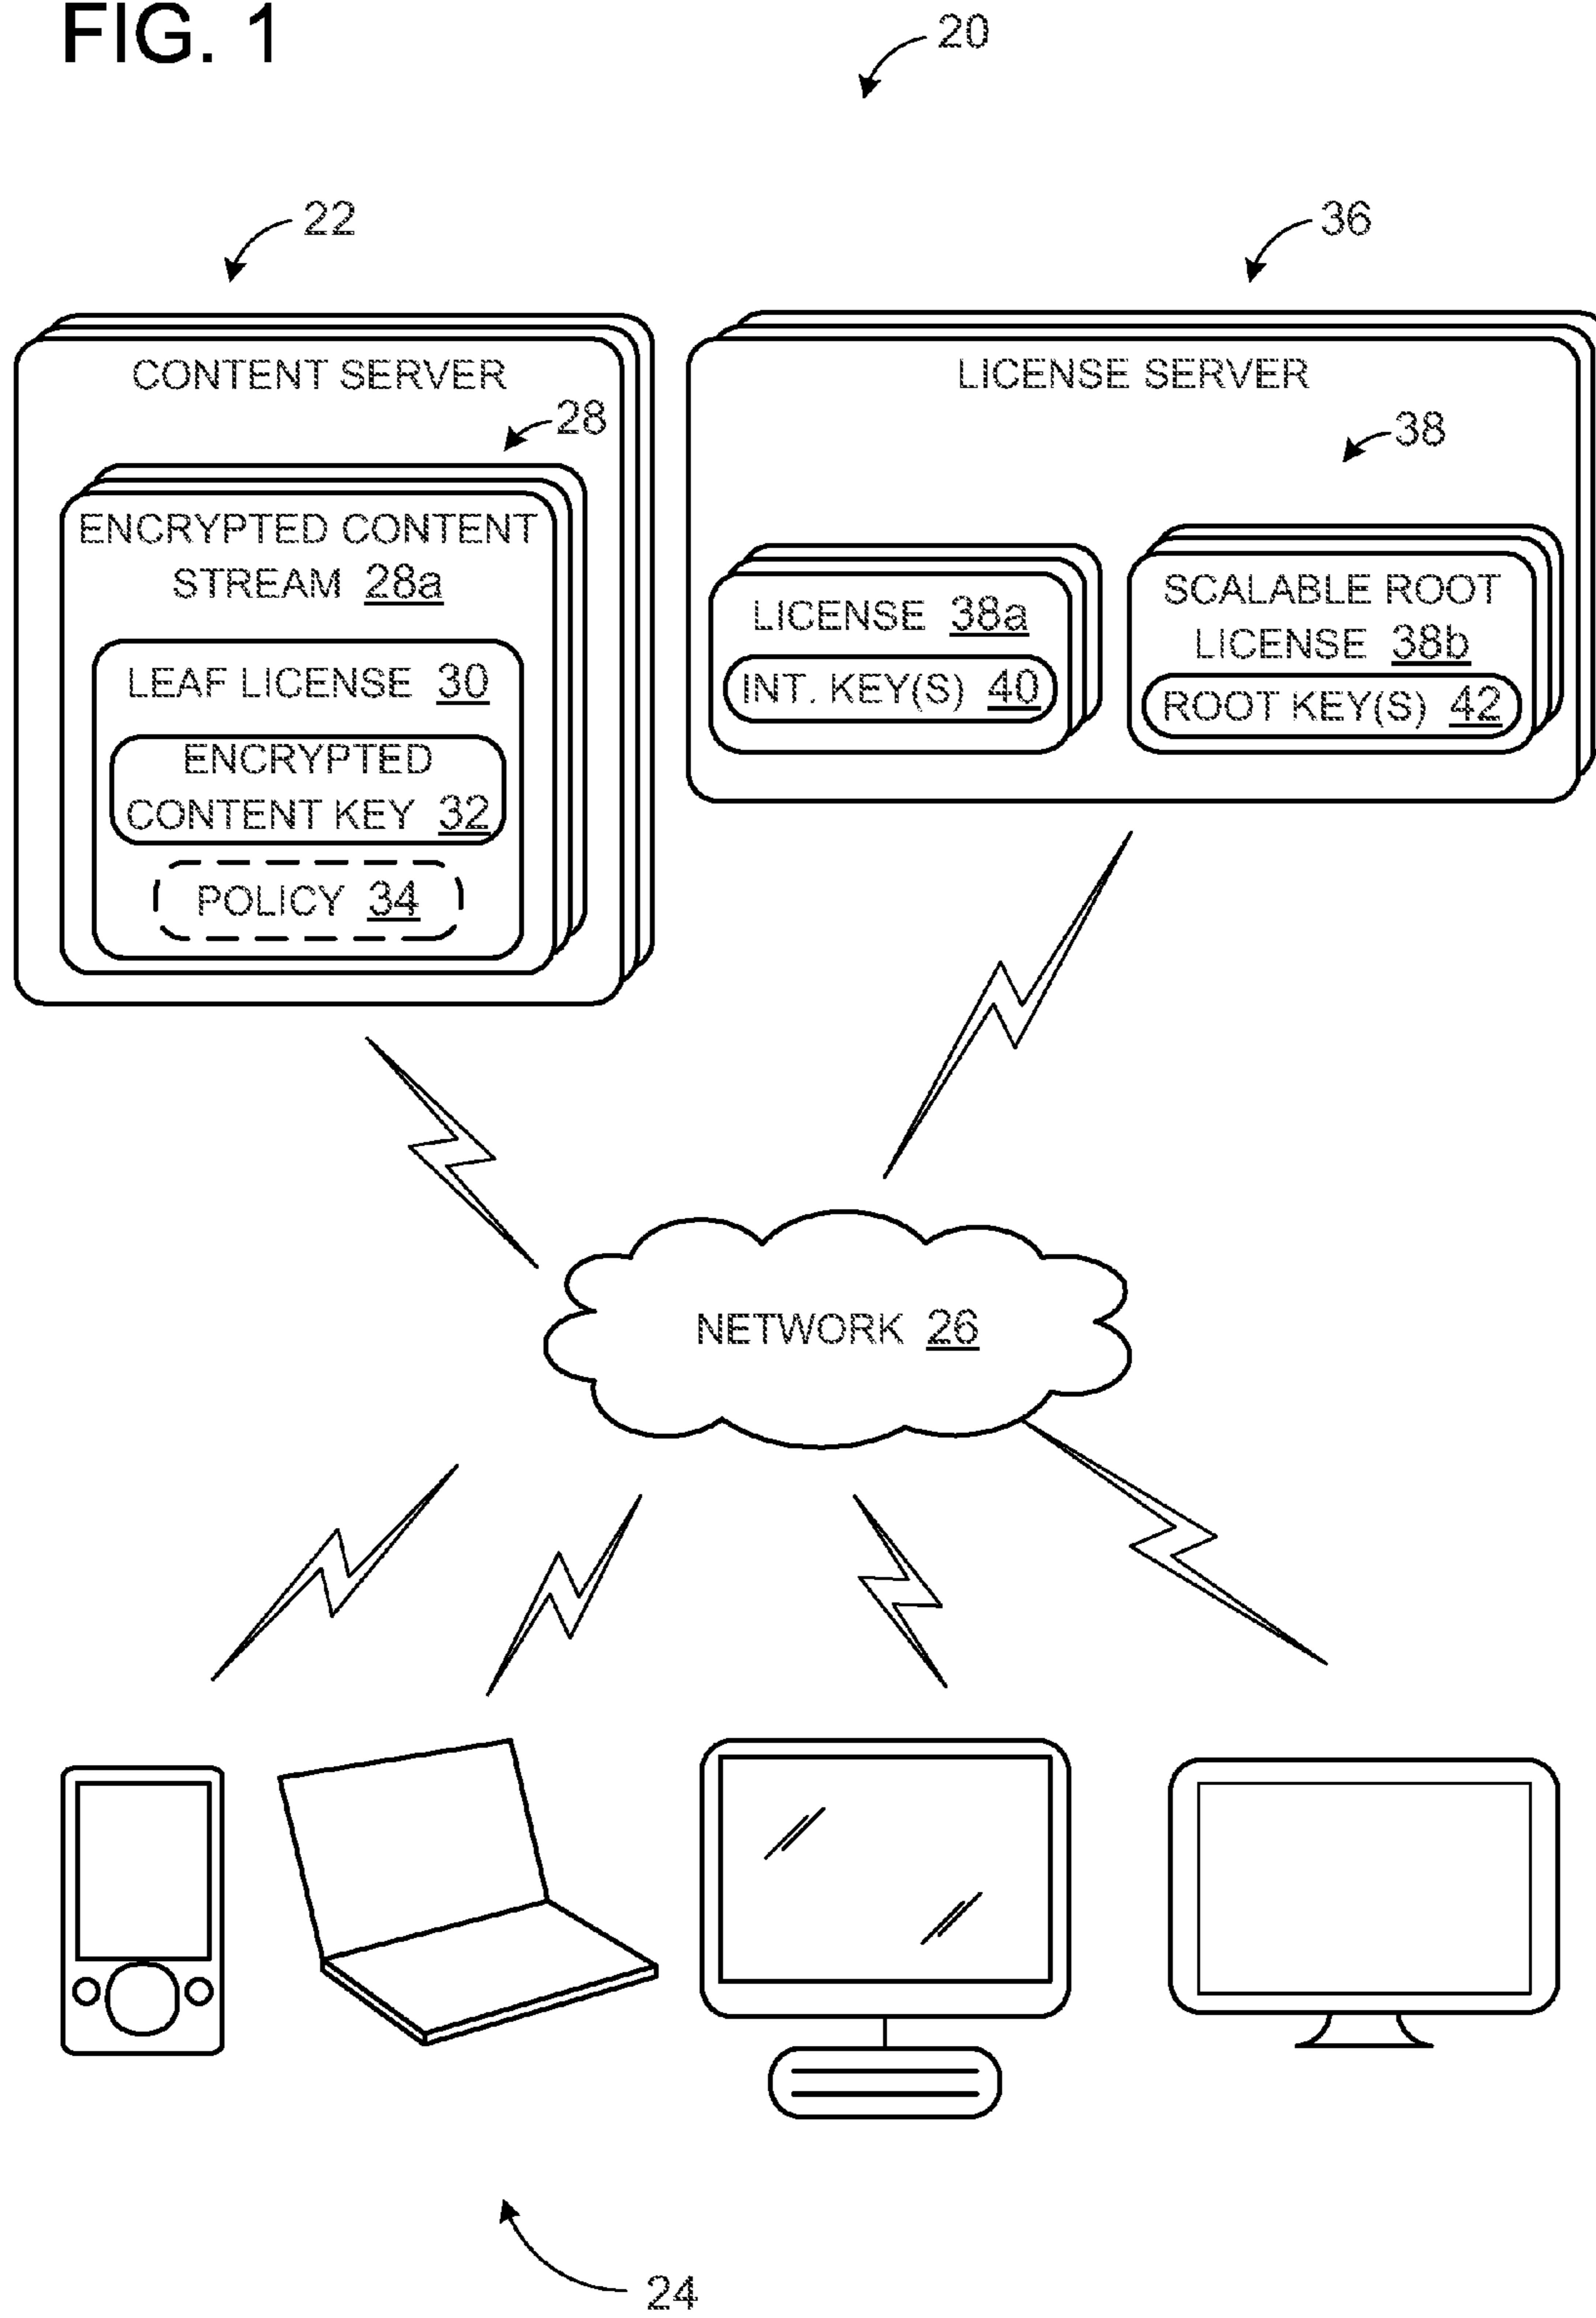 FIG. 1
20
22
36
CONTENT SERVER
28
ENCRYPTED CONTENT
STREAM 28a
LEAF LICENSE 30
ENCRYPTED
CONTENT KEY 32
POLICY 34
LICENSE SERVER
38
LICENSE 38a
INT. KEY(S) 40
SCALABLE ROOT
LICENSE 38b
ROOT KEY(S) 42
NETWORK 26
24